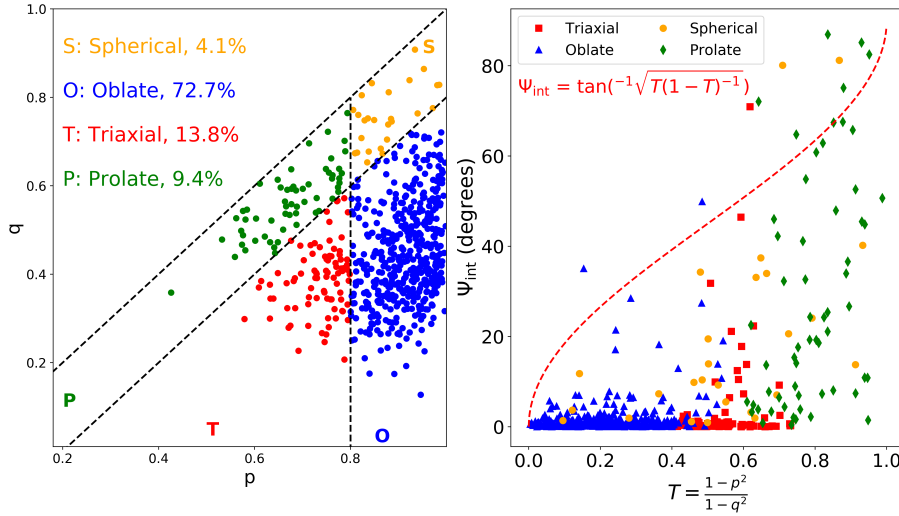 1.0
0.8
0.6
0.4
0.2
q
S: Spherical, 4.1%
O: Oblate, 72.7%
T: Triaxial, 13.8%
P: Prolate, 9.4%
S
P
T
O
0.2
0.4
0.6
0.8
p
Triaxial
Oblate
Spherical
Prolate
Ψ_int = tan(^{-1}√(T(1 − T)^{-1}))
80
60
40
20
0
Ψ_int (degrees)
0.0
0.2
0.4
0.6
0.8
1.0
T = (1−p²)/(1−q²)